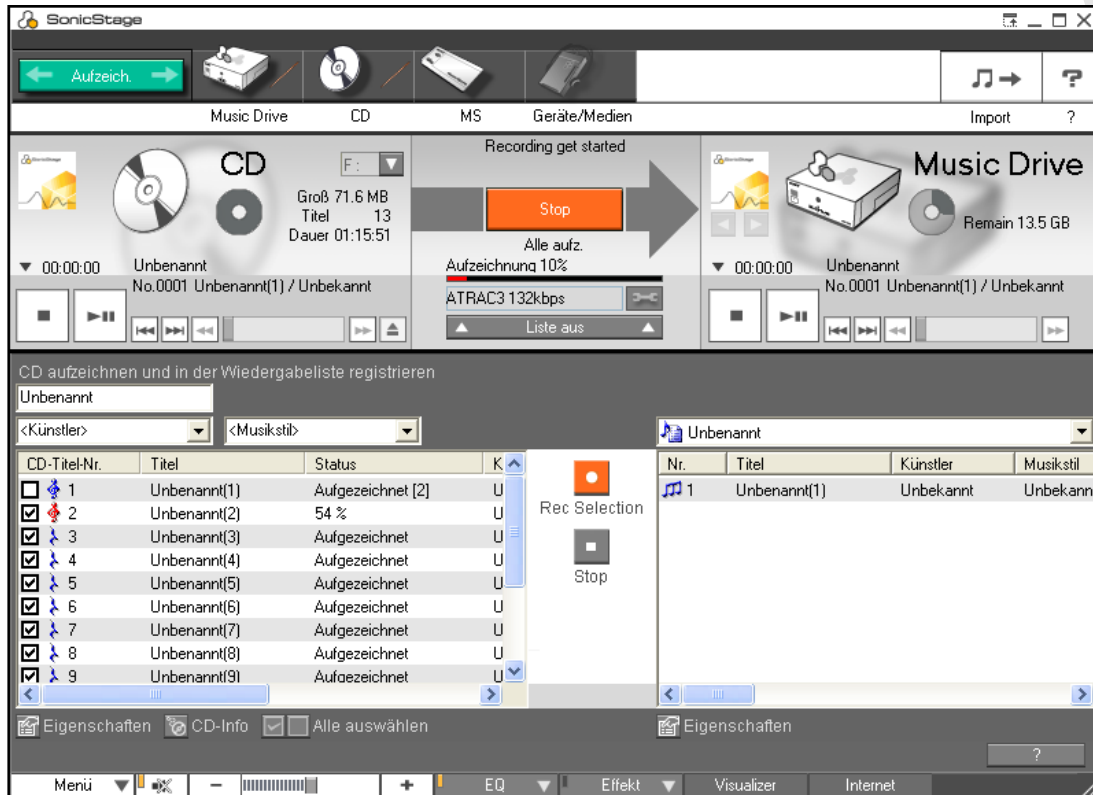 SonicStage
Aufzeich.
Music Drive CD MS Geräte/Medien Import ?
CD
F:
Groß 71.6 MB
Titel 13
Dauer 01:15:51
00:00:00 Unbenannt
No.0001 Unbenannt(1) / Unbekannt
Recording get started
Stop
Alle aufz.
Aufzeichnung 10%
ATRAC3 132kbps
Liste aus
SonicStage
Music Drive
Remain 13.5 GB
00:00:00 Unbenannt
No.0001 Unbenannt(1) / Unbekannt
CD aufzeichnen und in der Wiedergabeliste registrieren
Unbenannt
<Künstler> <Musikstil>
CD-Titel-Nr. Titel Status K
1 Unbenannt(1) Aufgezeichnet [2] U
2 Unbenannt(2) 54 % U
3 Unbenannt(3) Aufgezeichnet U
4 Unbenannt(4) Aufgezeichnet U
5 Unbenannt(5) Aufgezeichnet U
6 Unbenannt(6) Aufgezeichnet U
7 Unbenannt(7) Aufgezeichnet U
8 Unbenannt(8) Aufgezeichnet U
9 Unbenannt(9) Aufgezeichnet U
Rec Selection
Stop
Unbenannt
Nr. Titel Künstler Musikstil
1 Unbenannt(1) Unbekannt Unbekann
Eigenschaften CD-Info Alle auswählen
Eigenschaften
?
Menü − + EQ Effekt Visualizer Internet